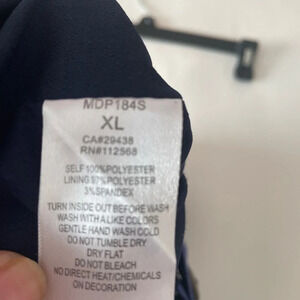 MDP184S
XL
CA#29438
RN#112568
SELF 100%POLYESTER
LINING 97% POLYESTER
3%SPANDEX
TURN INSIDE OUT BEFORE WASH
WASH WITH A LIKE COLORS
GENTLE HAND WASH COLD
DO NOT TUMBLE DRY
DRY FLAT
DO NOT BLEACH
NO DIRECT HEAT/CHEMICALS
ON DECORATION